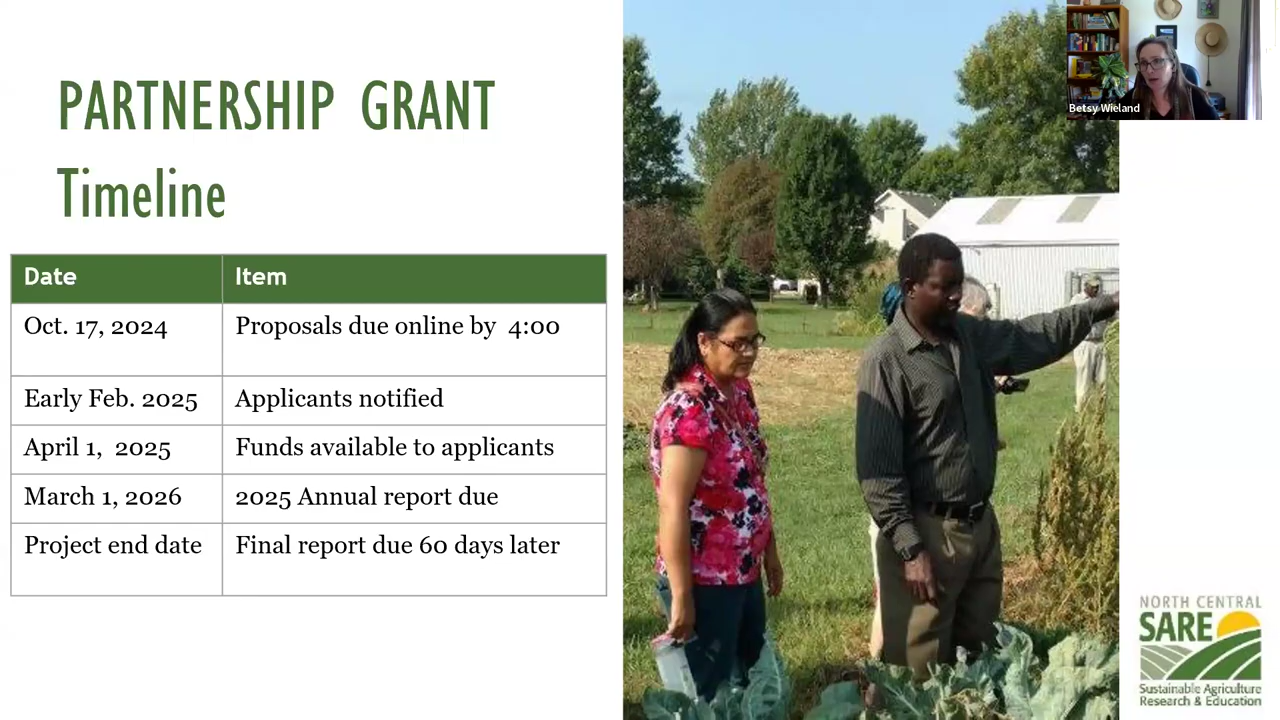 PARTNERSHIP GRANT
Timeline
Date Item
Oct. 17, 2024 Proposals due online by 4:00
Early Feb. 2025 Applicants notified
April 1, 2025 Funds available to applicants
March 1, 2026 2025 Annual report due
Project end date Final report due 60 days later
Betsy Wieland
NORTH CENTRAL
SARE
Sustainable Agriculture
Research & Education